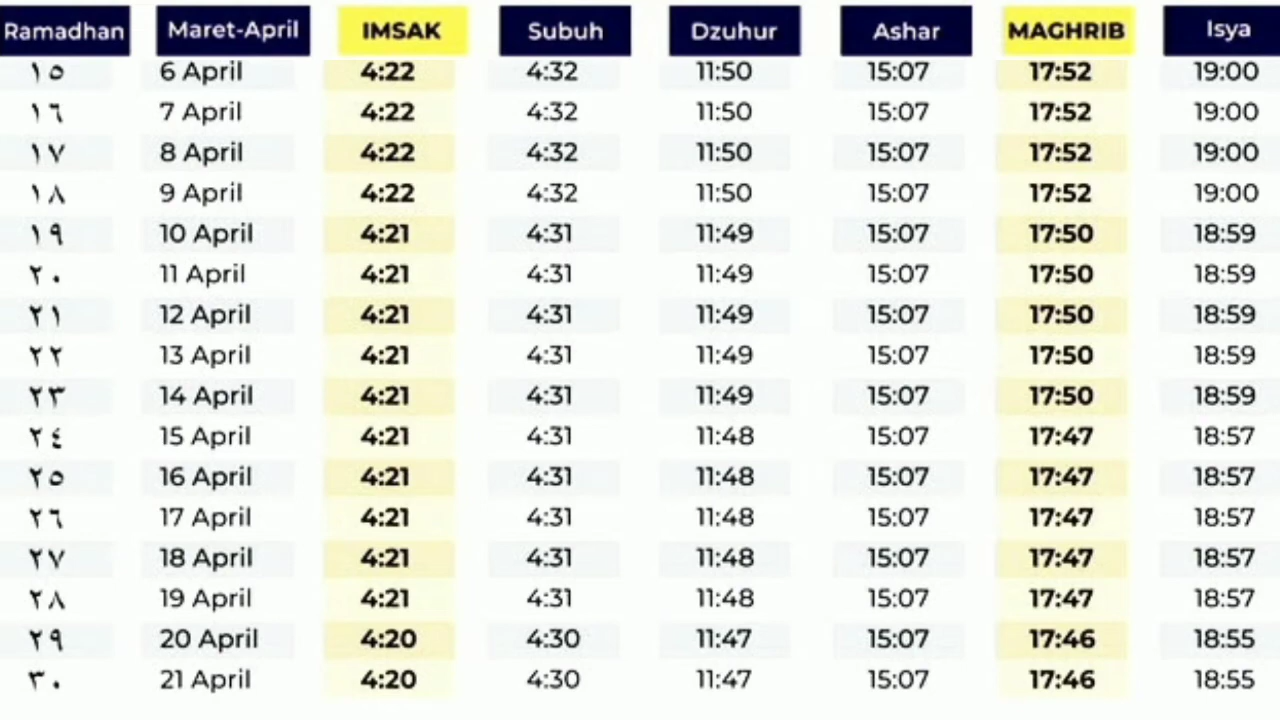 Ramadhan Maret-April IMSAK Subuh Dzuhur Ashar MAGHRIB Isya
١٥ 6 April 4:22 4:32 11:50 15:07 17:52 19:00
١٦ 7 April 4:22 4:32 11:50 15:07 17:52 19:00
١٧ 8 April 4:22 4:32 11:50 15:07 17:52 19:00
١٨ 9 April 4:22 4:32 11:50 15:07 17:52 19:00
١٩ 10 April 4:21 4:31 11:49 15:07 17:50 18:59
٢٠ 11 April 4:21 4:31 11:49 15:07 17:50 18:59
٢١ 12 April 4:21 4:31 11:49 15:07 17:50 18:59
٢٢ 13 April 4:21 4:31 11:49 15:07 17:50 18:59
٢٣ 14 April 4:21 4:31 11:49 15:07 17:50 18:59
٢٤ 15 April 4:21 4:31 11:48 15:07 17:47 18:57
٢٥ 16 April 4:21 4:31 11:48 15:07 17:47 18:57
٢٦ 17 April 4:21 4:31 11:48 15:07 17:47 18:57
٢٧ 18 April 4:21 4:31 11:48 15:07 17:47 18:57
٢٨ 19 April 4:21 4:31 11:48 15:07 17:47 18:57
٢٩ 20 April 4:20 4:30 11:47 15:07 17:46 18:55
٣٠ 21 April 4:20 4:30 11:47 15:07 17:46 18:55